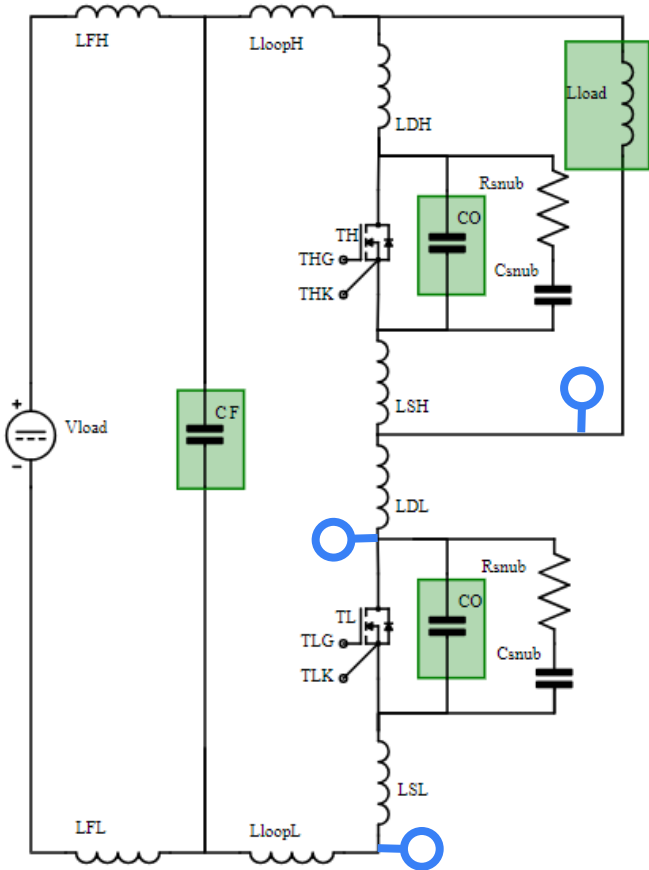 LFH
LloopH
Lload
LDH
Rsnub
TH
CO
THG
Csnub
THK
+
CF
LSH
Vload
-
LDL
Rsnub
TL
CO
TLG
Csnub
TLK
LSL
LFL
LloopL